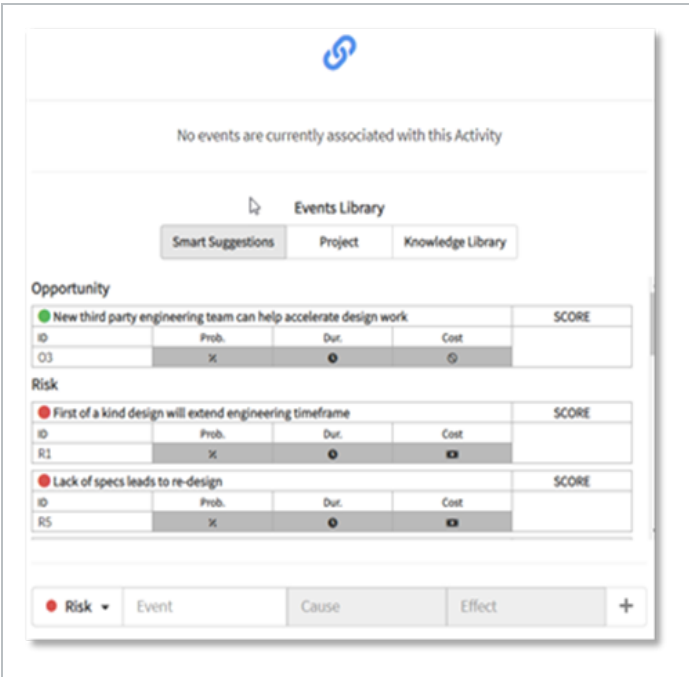 No events are currently associated with this Activity
Events Library
Smart Suggestions Project Knowledge Library
Opportunity
New third party engineering team can help accelerate design work SCORE
ID Prob. Dur. Cost
O3 %
Risk
First of a kind design will extend engineering timeframe SCORE
ID Prob. Dur. Cost
R1 %
Lack of specs leads to re-design SCORE
ID Prob. Dur. Cost
R5 %
Risk Event Cause Effect +